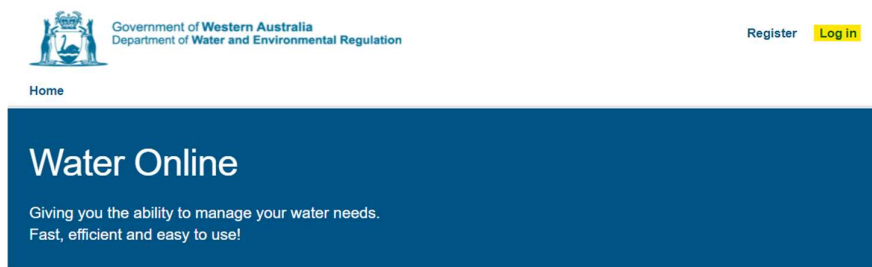 Government of Western Australia
Department of Water and Environmental Regulation
Register Log in
Home
Water Online
Giving you the ability to manage your water needs.
Fast, efficient and easy to use!